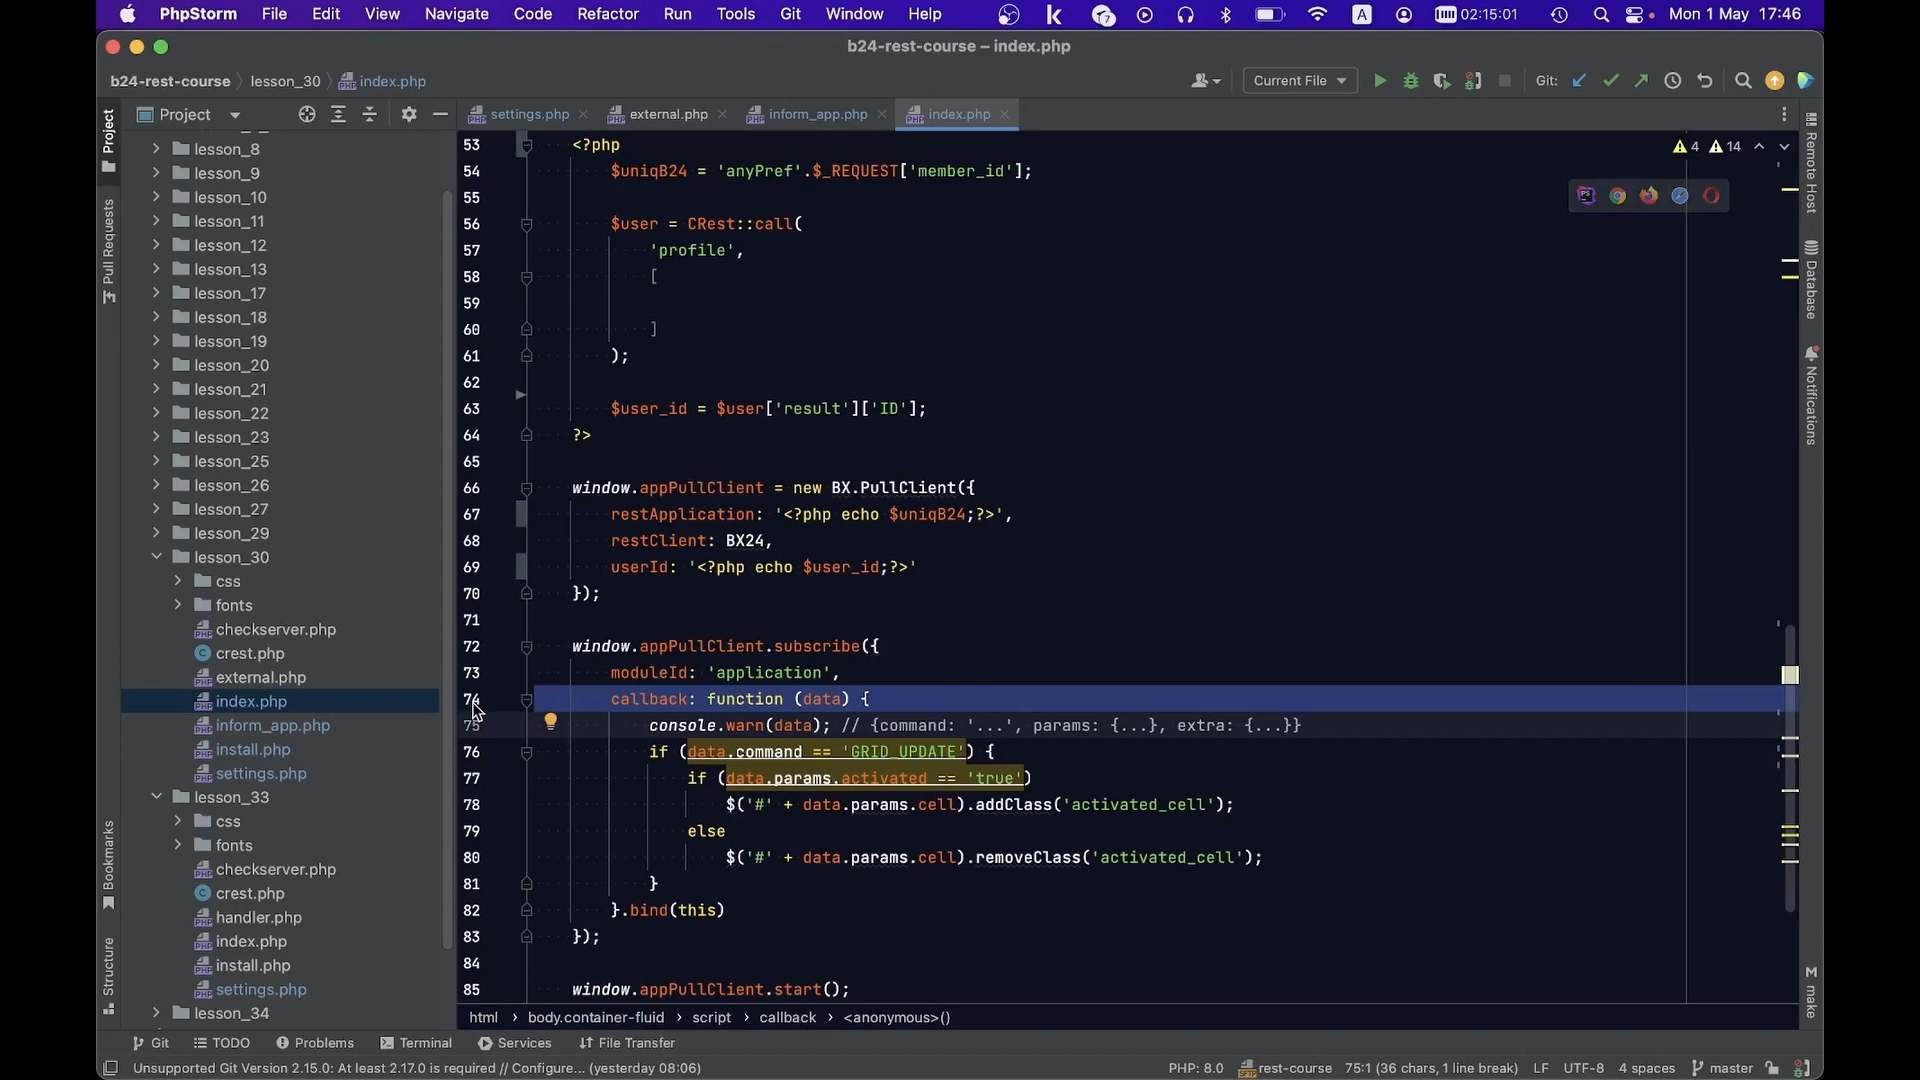 PhpStorm File Edit View Navigate Code Refactor Run Tools Git Window Help A 02:15:01 Mon 1 May 17:46
b24-rest-course – index.php
b24-rest-course lesson_30 index.php Current File Git:
Project
settings.php external.php inform_app.php index.php
Project
Pull Requests
Bookmarks
Structure
lesson_8
lesson_9
lesson_10
lesson_11
lesson_12
lesson_13
lesson_17
lesson_18
lesson_19
lesson_20
lesson_21
lesson_22
lesson_23
lesson_25
lesson_26
lesson_27
lesson_29
lesson_30
css
fonts
checkserver.php
crest.php
external.php
index.php
inform_app.php
install.php
settings.php
lesson_33
css
fonts
checkserver.php
crest.php
handler.php
index.php
install.php
settings.php
lesson_34
4 14
53 <?php
54 $uniqB24 = 'anyPref'.$_REQUEST['member_id'];
55
56 $user = CRest::call(
57 'profile',
58 [
59
60 ]
61 );
62
63 $user_id = $user['result']['ID'];
64 ?>
65
66 window.appPullClient = new BX.PullClient({
67 restApplication: '<?php echo $uniqB24;?>',
68 restClient: BX24,
69 userId: '<?php echo $user_id;?>'
70 });
71
72 window.appPullClient.subscribe({
73 moduleId: 'application',
74 callback: function (data) {
75 console.warn(data); // {command: '...', params: {...}, extra: {...}}
76 if (data.command == 'GRID_UPDATE') {
77 if (data.params.activated == 'true')
78 $('#' + data.params.cell).addClass('activated_cell');
79 else
80 $('#' + data.params.cell).removeClass('activated_cell');
81 }
82 }.bind(this)
83 });
84
85 window.appPullClient.start();
Remote Host
Database
Notifications
make
html body.container-fluid script callback <anonymous>()
Git TODO Problems Terminal Services File Transfer
Unsupported Git Version 2.15.0: At least 2.17.0 is required // Configure... (yesterday 08:06) PHP: 8.0 rest-course 75:1 (36 chars, 1 line break) LF UTF-8 4 spaces master